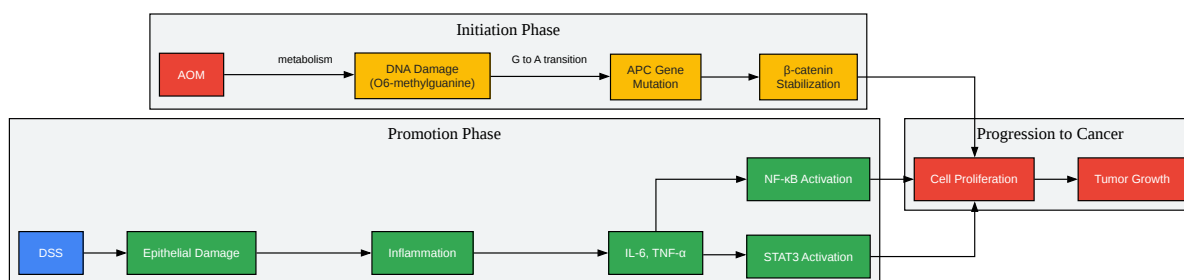 Initiation Phase
AOM
metabolism
DNA Damage
(O6-methylguanine)
G to A transition
APC Gene
Mutation
β-catenin
Stabilization
Promotion Phase
DSS
Epithelial Damage
Inflammation
IL-6, TNF-α
NF-κB Activation
STAT3 Activation
Progression to Cancer
Cell Proliferation
Tumor Growth